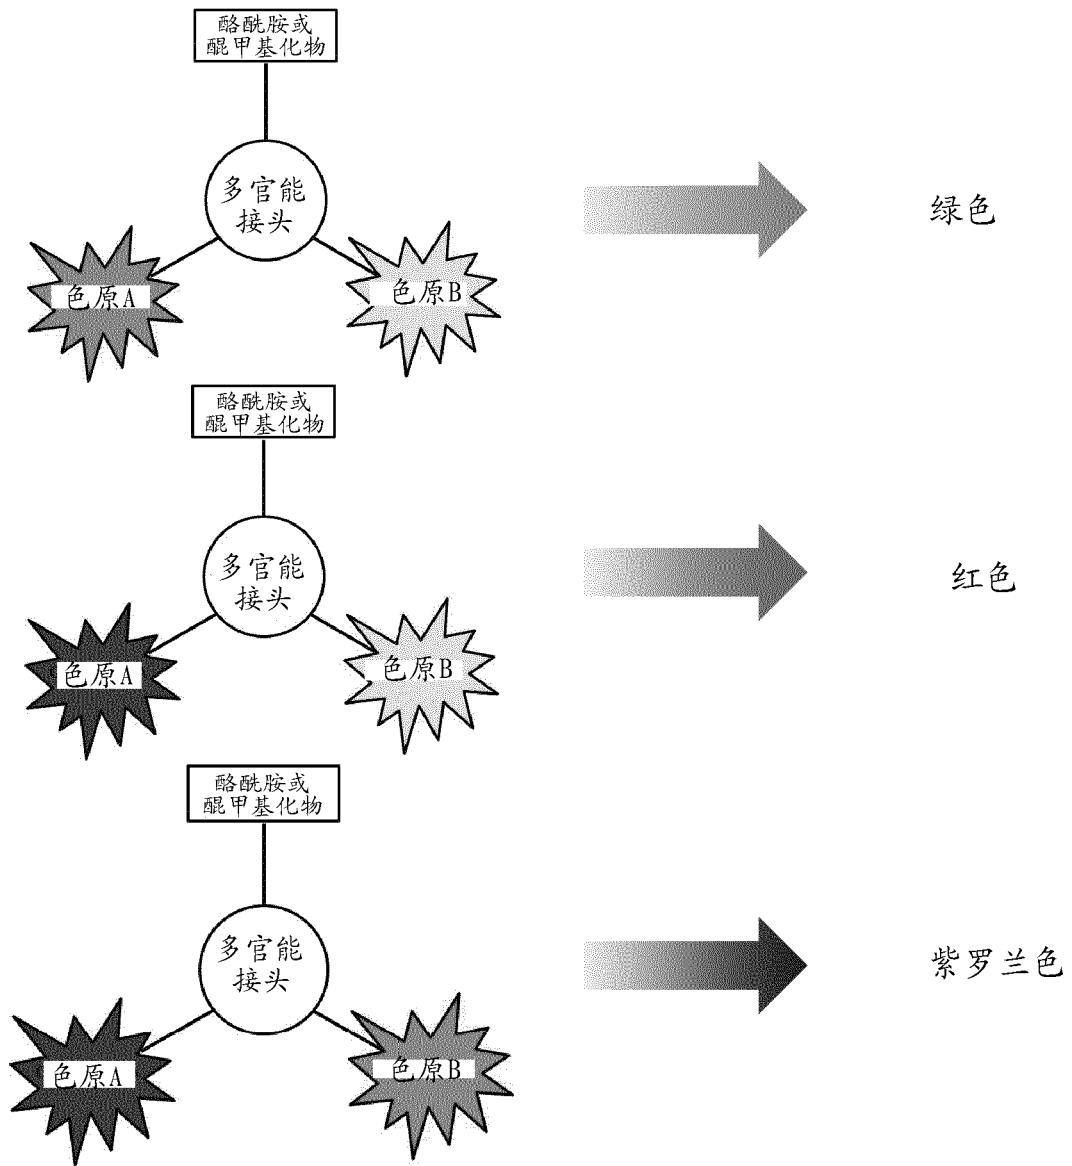 酪酰胺或
醌甲基化物
多官能
接头
色原A
色原B
绿色
酪酰胺或
醌甲基化物
多官能
接头
色原A
色原B
红色
酪酰胺或
醌甲基化物
多官能
接头
色原A
色原B
紫罗兰色